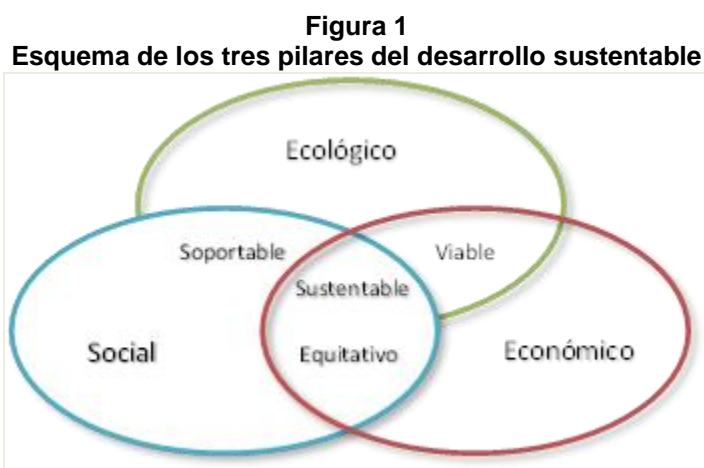 Figura 1
Esquema de los tres pilares del desarrollo sustentable
Ecológico
Soportable
Viable
Sustentable
Social
Equitativo
Económico